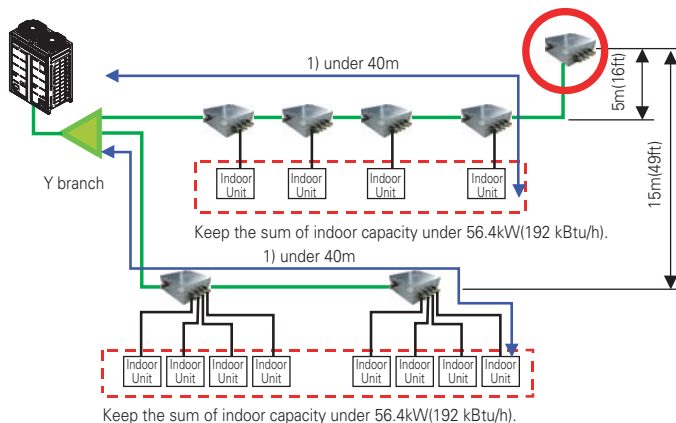 1) under 40m
5m(16ft)
15m(49ft)
Y branch
Indoor
Unit
Indoor
Unit
Indoor
Unit
Indoor
Unit
Keep the sum of indoor capacity under 56.4kW(192 kBtu/h).
1) under 40m
Indoor
Unit
Indoor
Unit
Indoor
Unit
Indoor
Unit
Indoor
Unit
Indoor
Unit
Indoor
Unit
Indoor
Unit
Keep the sum of indoor capacity under 56.4kW(192 kBtu/h).